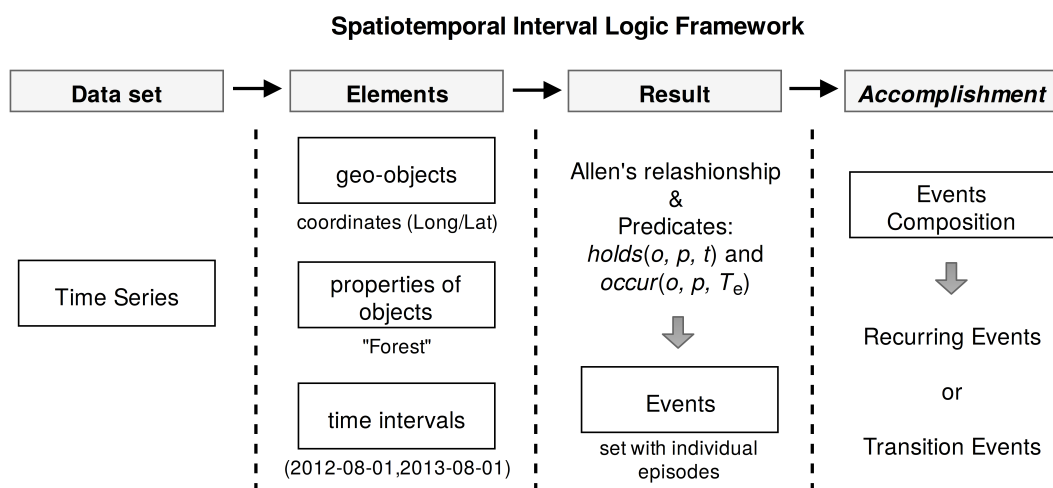 Spatiotemporal Interval Logic Framework
Data set
Elements
Result
Accomplishment
Time Series
geo-objects
coordinates (Long/Lat)
properties of
objects
"Forest"
time intervals
(2012-08-01,2013-08-01)
Allen's relashionship
&
Predicates:
holds(o, p, t) and
occur(o, p, Te)
Events
set with individual
episodes
Events
Composition
Recurring Events
or
Transition Events